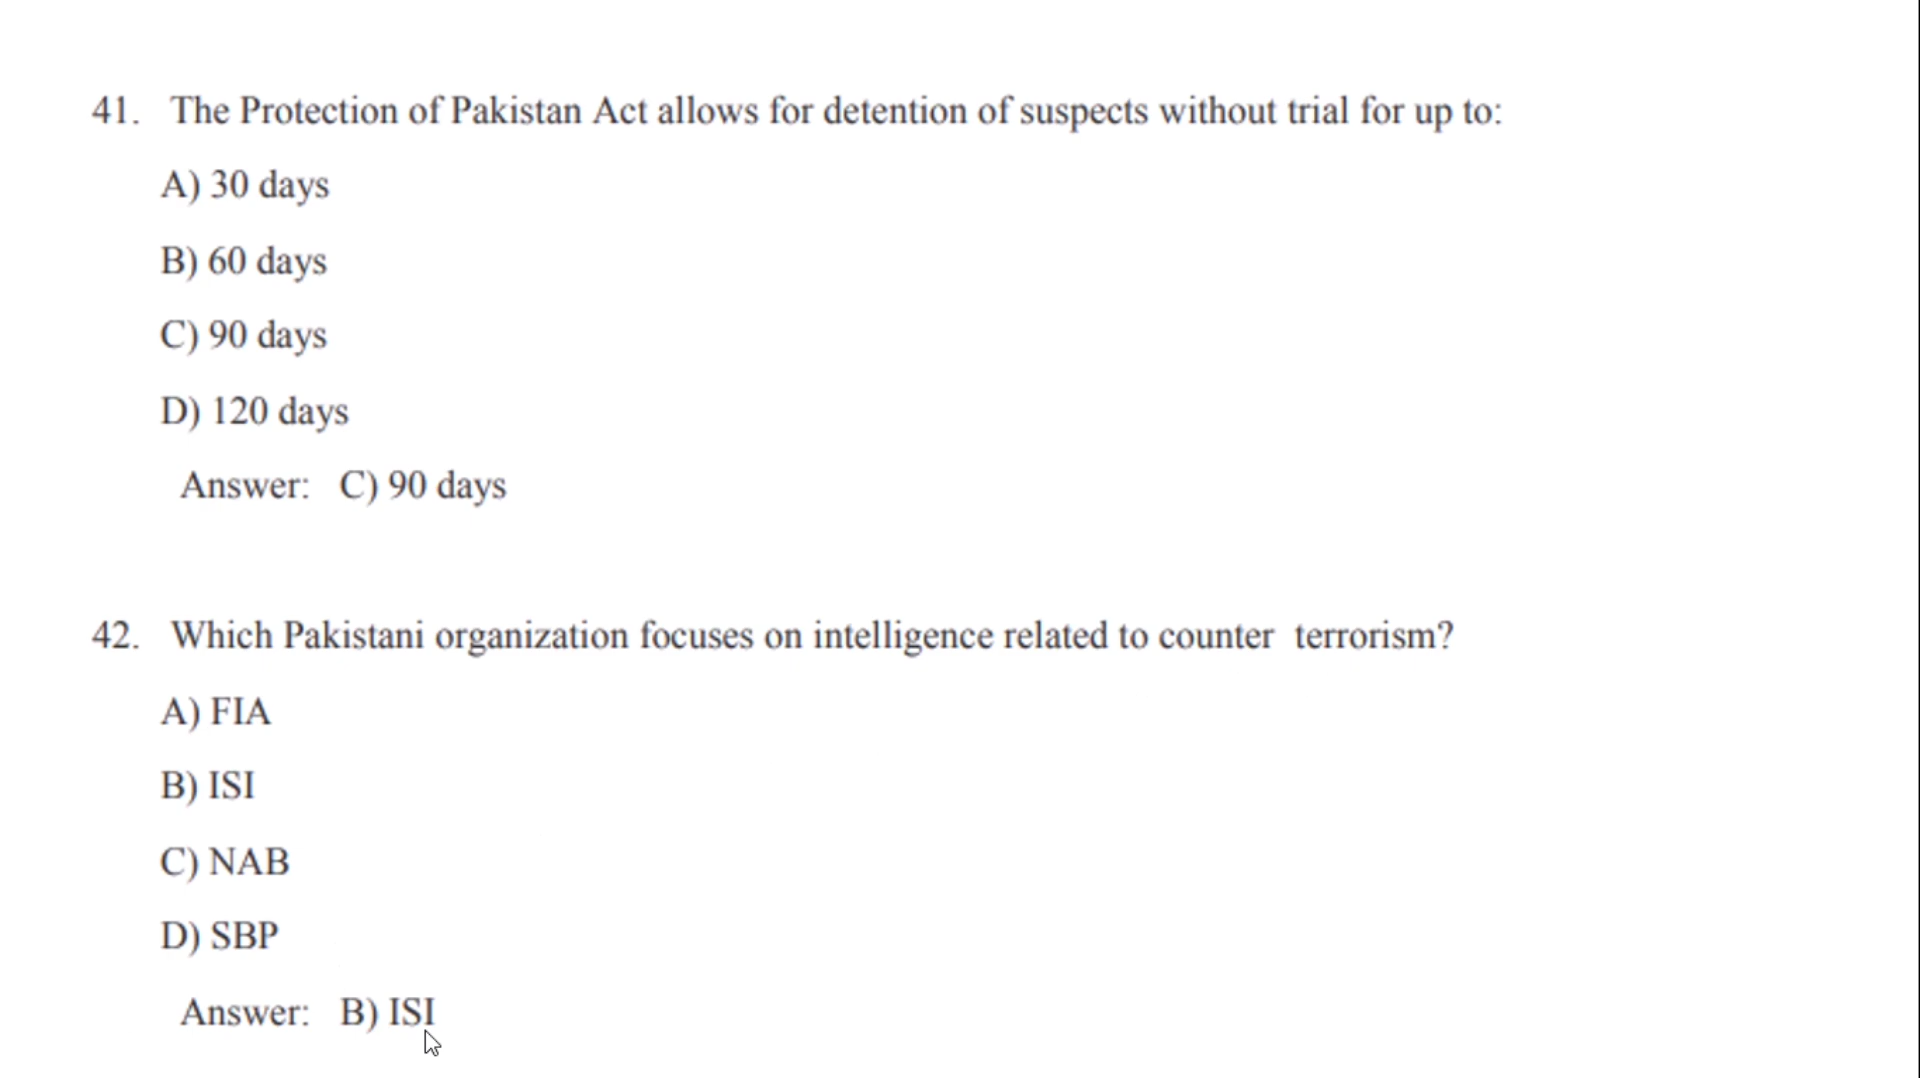 41. The Protection of Pakistan Act allows for detention of suspects without trial for up to:
A) 30 days
B) 60 days
C) 90 days
D) 120 days
Answer: C) 90 days
42. Which Pakistani organization focuses on intelligence related to counter terrorism?
A) FIA
B) ISI
C) NAB
D) SBP
Answer: B) ISI